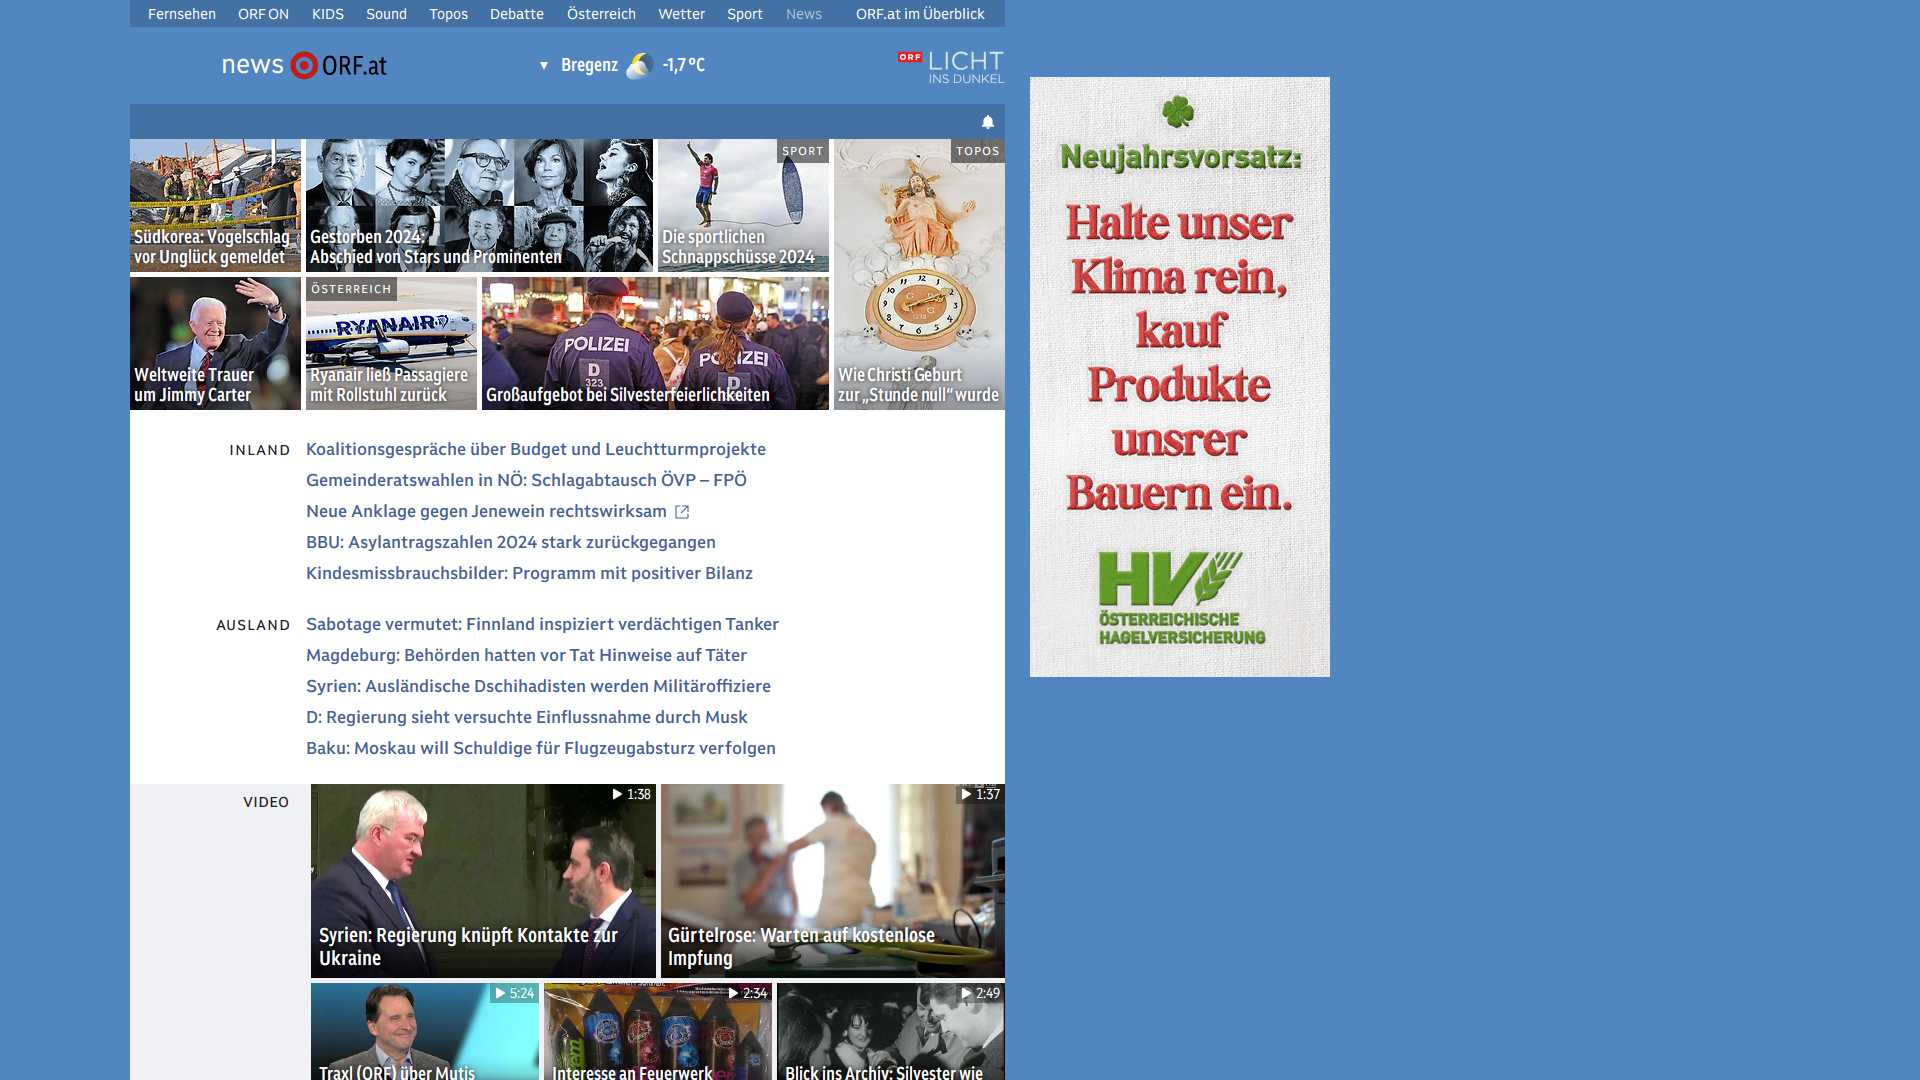 Fernsehen ORF ON KIDS Sound Topos Debatte Österreich Wetter Sport News ORF.at im Überblick
news ORF.at
Bregenz -1,7 °C
ORF LICHT
INS DUNKEL
Südkorea: Vogelschlag
vor Unglück gemeldet
Gestorben 2024:
Abschied von Stars und Prominenten
SPORT
Die sportlichen
Schnappschüsse 2024
TOPOS
Wie Christi Geburt
zur „Stunde null“ wurde
Weltweite Trauer
um Jimmy Carter
ÖSTERREICH
RYANAIR
Ryanair ließ Passagiere
mit Rollstuhl zurück
POLIZEI
D
323
POLIZEI
D
Großaufgebot bei Silvesterfeierlichkeiten
INLAND
Koalitionsgespräche über Budget und Leuchtturmprojekte
Gemeinderatswahlen in NÖ: Schlagabtausch ÖVP – FPÖ
Neue Anklage gegen Jenewein rechtswirksam
BBU: Asylantragszahlen 2024 stark zurückgegangen
Kindesmissbrauchsbilder: Programm mit positiver Bilanz
AUSLAND
Sabotage vermutet: Finnland inspiziert verdächtigen Tanker
Magdeburg: Behörden hatten vor Tat Hinweise auf Täter
Syrien: Ausländische Dschihadisten werden Militäroffiziere
D: Regierung sieht versuchte Einflussnahme durch Musk
Baku: Moskau will Schuldige für Flugzeugabsturz verfolgen
VIDEO
1:38
Syrien: Regierung knüpft Kontakte zur
Ukraine
1:37
Gürtelrose: Warten auf kostenlose
Impfung
5:24
Traxl (ORF) über Mutis
2:34
Interesse an Feuerwerk
2:49
Blick ins Archiv: Silvester wie
Neujahrsvorsatz:
Halte unser
Klima rein,
kauf
Produkte
unsrer
Bauern ein.
HV
ÖSTERREICHISCHE
HAGELVERSICHERUNG